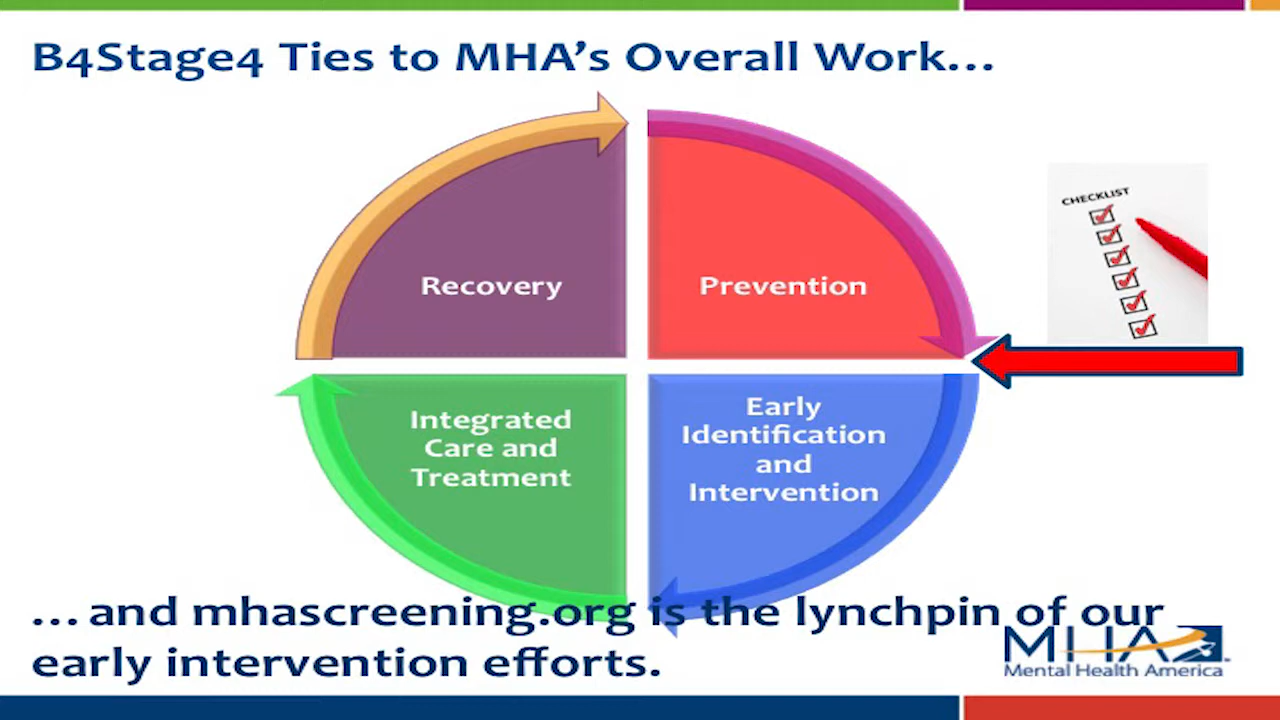 B4Stage4 Ties to MHA’s Overall Work...
CHECKLIST
Recovery
Prevention
Integrated
Care and
Treatment
Early
Identification
and
Intervention
... and mhascreening.org is the lynchpin of our
early intervention efforts.
MHA
Mental Health America